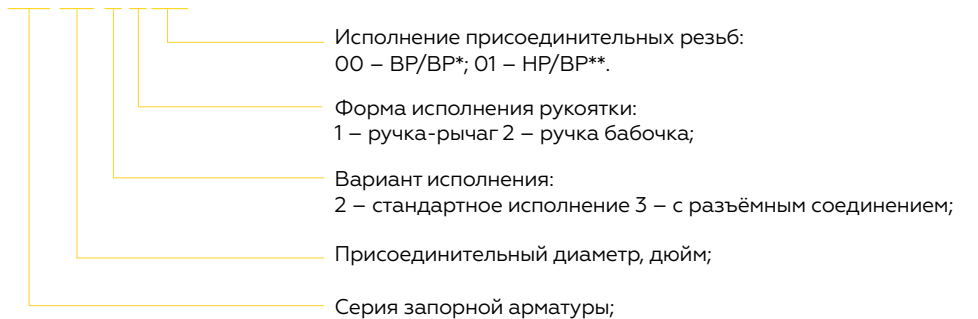 Исполнение присоединительных резьб:
00 – ВР/ВР*; 01 – НР/ВР**.
Форма исполнения рукоятки:
1 – ручка-рычаг 2 – ручка бабочка;
Вариант исполнения:
2 – стандартное исполнение 3 – с разъёмным соединением;
Присоединительный диаметр, дюйм;
Серия запорной арматуры;